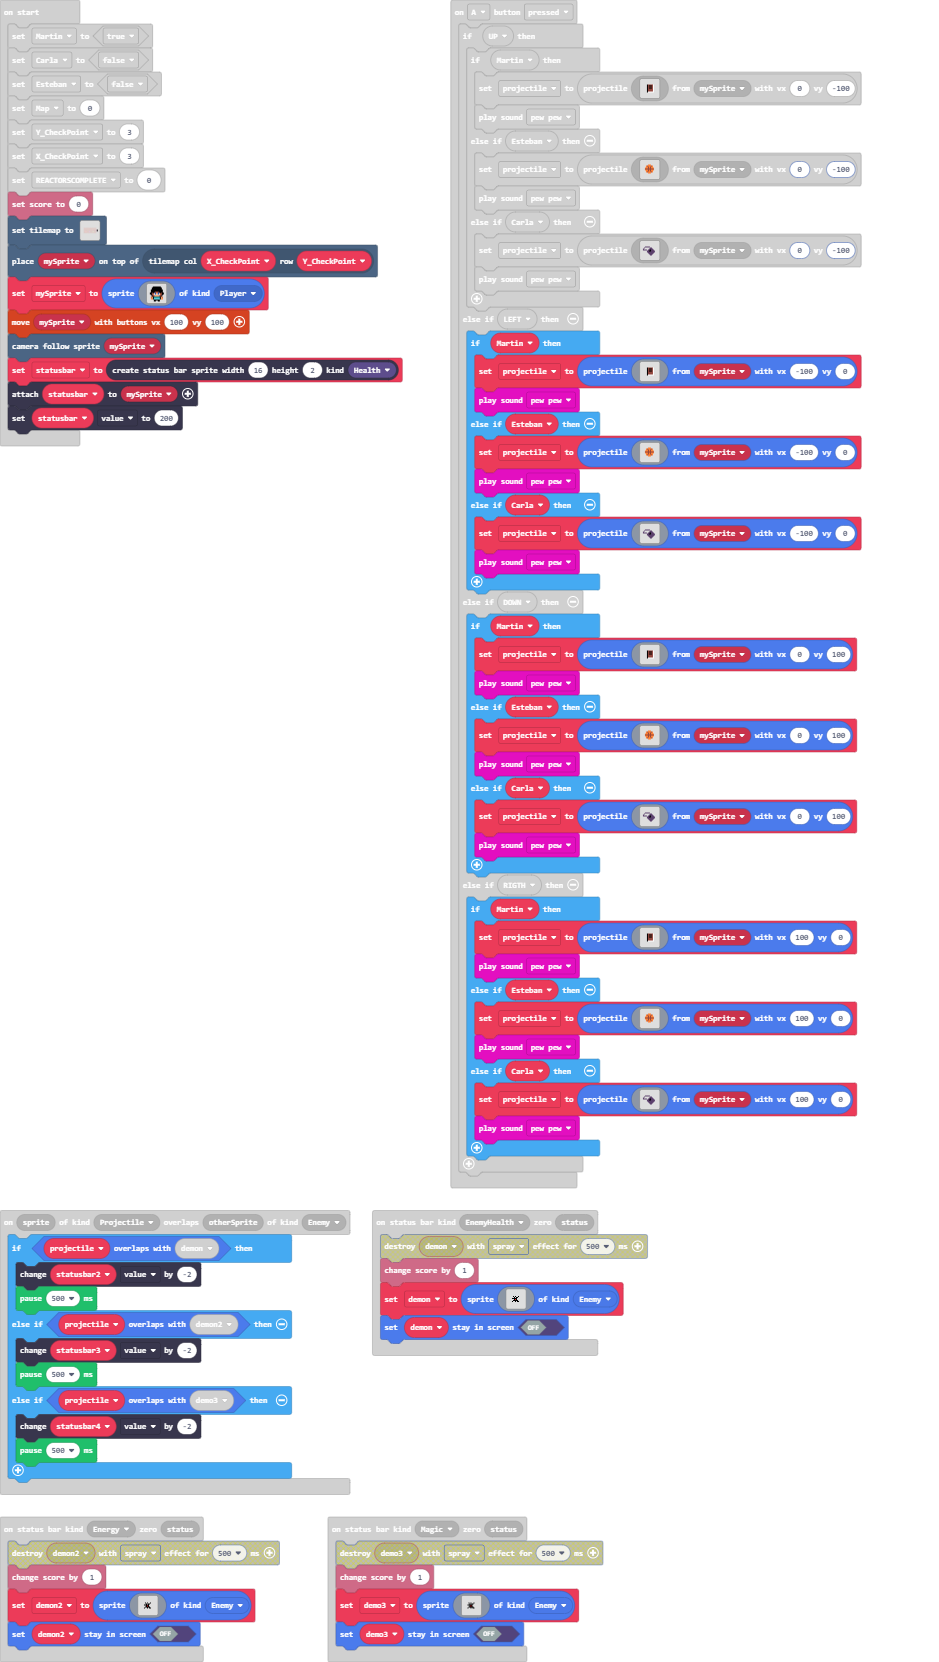 on start
set Martin to true
set Carla to false
set Esteban to false
set Map to 0
set Y_CheckPoint to 3
set X_CheckPoint to 3
set REACTORSCOMPLETE to 0
set score to 0
set tilemap to
place mySprite on top of tilemap col X_CheckPoint row Y_CheckPoint
set mySprite to sprite of kind Player
move mySprite with buttons vx 100 vy 100
camera follow sprite mySprite
set statusbar to create status bar sprite width 16 height 2 kind Health
attach statusbar to mySprite
set statusbar value to 200
on A button pressed
if UP then
if Martin then
set projectile to projectile from mySprite with vx 0 vy -100
play sound pew pew
else if Esteban then
set projectile to projectile from mySprite with vx 0 vy -100
play sound pew pew
else if Carla then
set projectile to projectile from mySprite with vx 0 vy -100
play sound pew pew
else if LEFT then
if Martin then
set projectile to projectile from mySprite with vx -100 vy 0
play sound pew pew
else if Esteban then
set projectile to projectile from mySprite with vx -100 vy 0
play sound pew pew
else if Carla then
set projectile to projectile from mySprite with vx -100 vy 0
play sound pew pew
else if DOWN then
if Martin then
set projectile to projectile from mySprite with vx 0 vy 100
play sound pew pew
else if Esteban then
set projectile to projectile from mySprite with vx 0 vy 100
play sound pew pew
else if Carla then
set projectile to projectile from mySprite with vx 0 vy 100
play sound pew pew
else if RIGTH then
if Martin then
set projectile to projectile from mySprite with vx 100 vy 0
play sound pew pew
else if Esteban then
set projectile to projectile from mySprite with vx 100 vy 0
play sound pew pew
else if Carla then
set projectile to projectile from mySprite with vx 100 vy 0
play sound pew pew
on sprite of kind Projectile overlaps otherSprite of kind Enemy
if projectile overlaps with demon then
change statusbar2 value by -2
pause 500 ms
else if projectile overlaps with demon2 then
change statusbar3 value by -2
pause 500 ms
else if projectile overlaps with demo3 then
change statusbar4 value by -2
pause 500 ms
on status bar kind EnemyHealth zero status
destroy demon with spray effect for 500 ms
change score by 1
set demon to sprite of kind Enemy
set demon stay in screen OFF
on status bar kind Energy zero status
destroy demon2 with spray effect for 500 ms
change score by 1
set demon2 to sprite of kind Enemy
set demon2 stay in screen OFF
on status bar kind Magic zero status
destroy demo3 with spray effect for 500 ms
change score by 1
set demo3 to sprite of kind Enemy
set demo3 stay in screen OFF